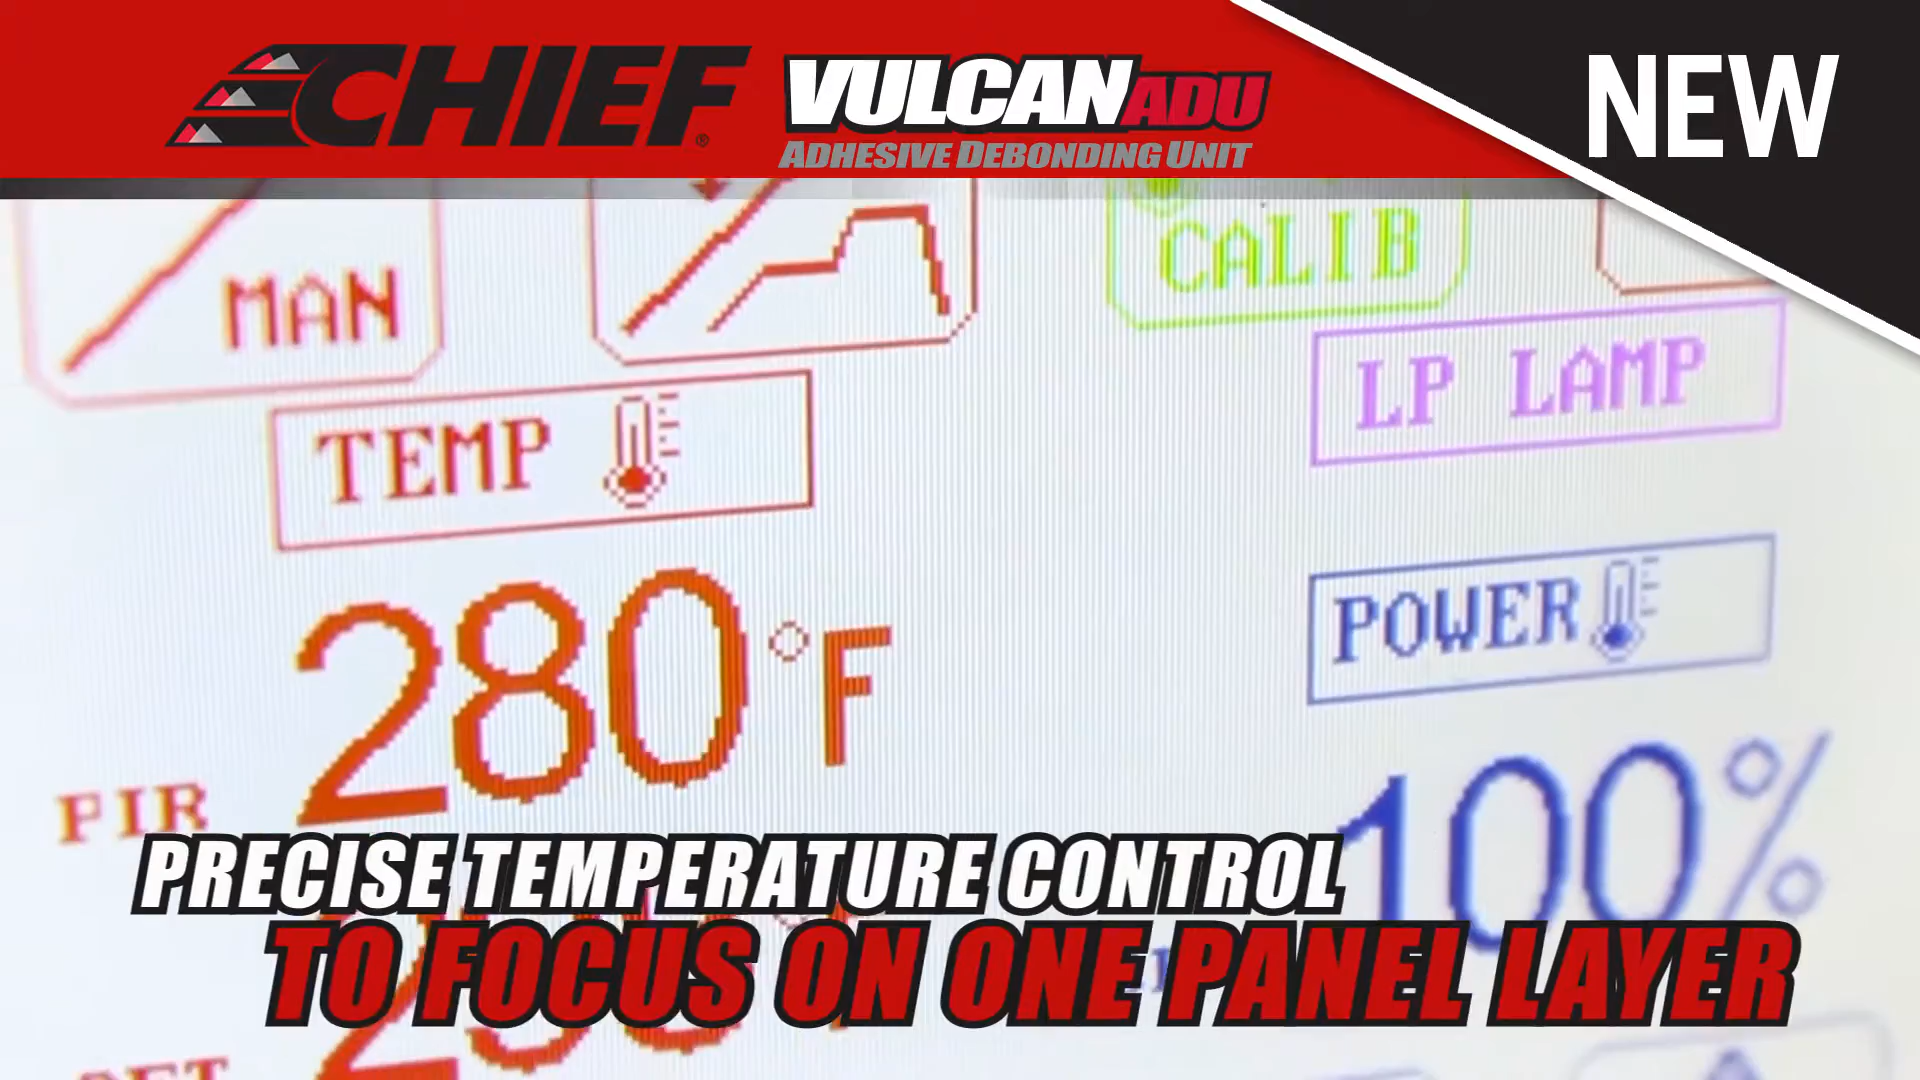 CHIEF®
VULCAN ADU
ADHESIVE DEBONDING UNIT
NEW
MAN
CALIB
LP LAMP
TEMP
POWER
280 °F
PIR
100%
PRECISE TEMPERATURE CONTROL
TO FOCUS ON ONE PANEL LAYER